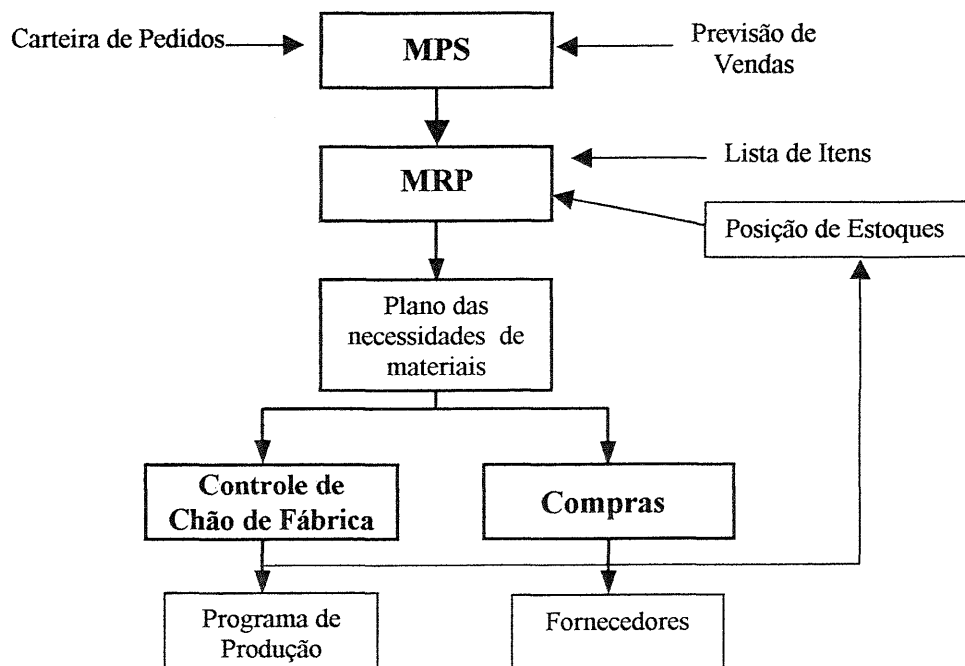 Carteira de Pedidos
MPS
Previsão de
Vendas
MRP
Lista de Itens
Posição de Estoques
Plano das
necessidades de
materiais
Controle de
Chão de Fábrica
Compras
Programa de
Produção
Fornecedores